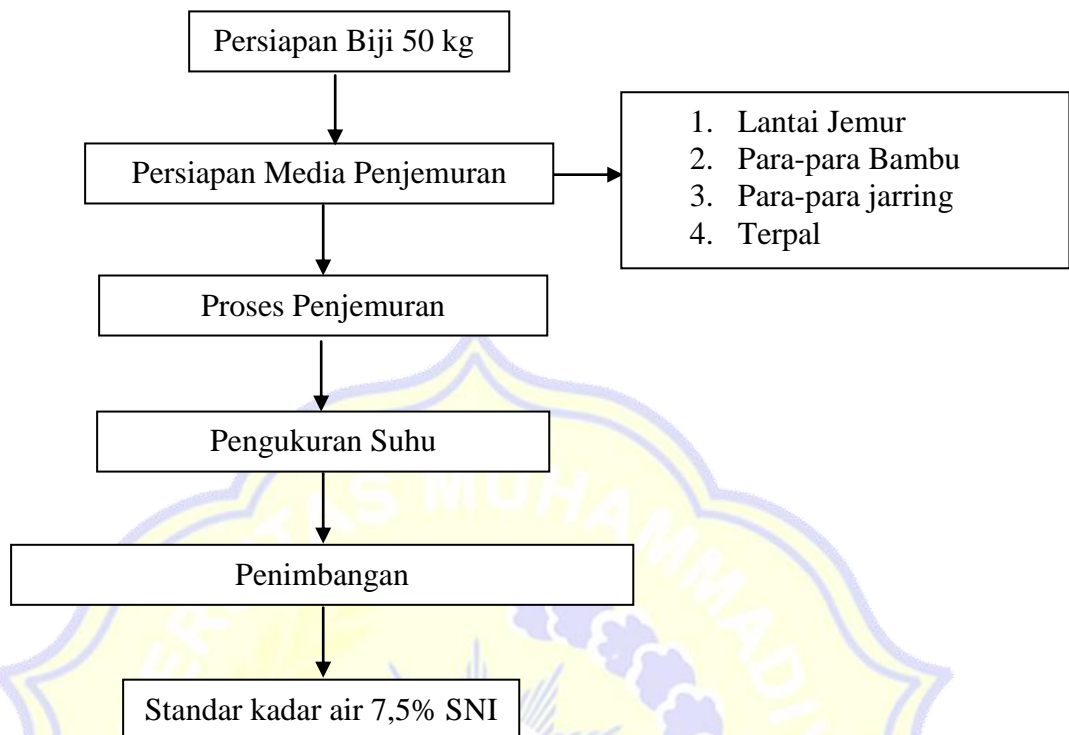 Persiapan Biji 50 kg
Persiapan Media Penjemuran
1. Lantai Jemur
2. Para-para Bambu
3. Para-para jarring
4. Terpal
Proses Penjemuran
Pengukuran Suhu
Penimbangan
Standar kadar air 7,5% SNI